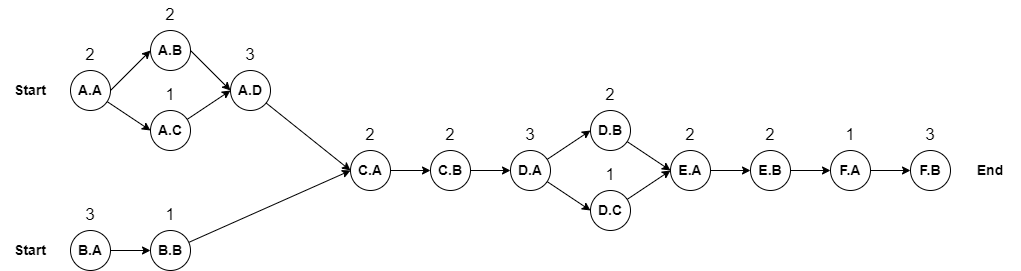 2
2
3
Start
A.A
A.B
1
A.C
A.D
2
2
3
2
1
2
2
1
3
C.A
C.B
D.A
D.B
D.C
E.A
E.B
F.A
F.B
End
3
1
Start
B.A
B.B